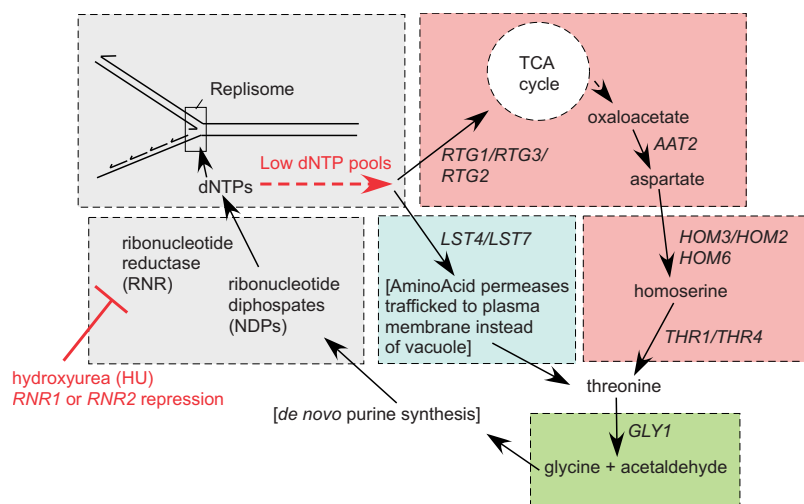 Replisome
dNTPs
Low dNTP pools
TCA
cycle
oxaloacetate
AAT2
aspartate
RTG1/RTG3/
RTG2
ribonucleotide
reductase
(RNR)
ribonucleotide
diphospates
(NDPs)
LST4/LST7
[AminoAcid permeases
trafficked to plasma
membrane instead
of vacuole]
HOM3/HOM2
HOM6
homoserine
THR1/THR4
hydroxyurea (HU)
RNR1 or RNR2 repression
[de novo purine synthesis]
threonine
GLY1
glycine + acetaldehyde